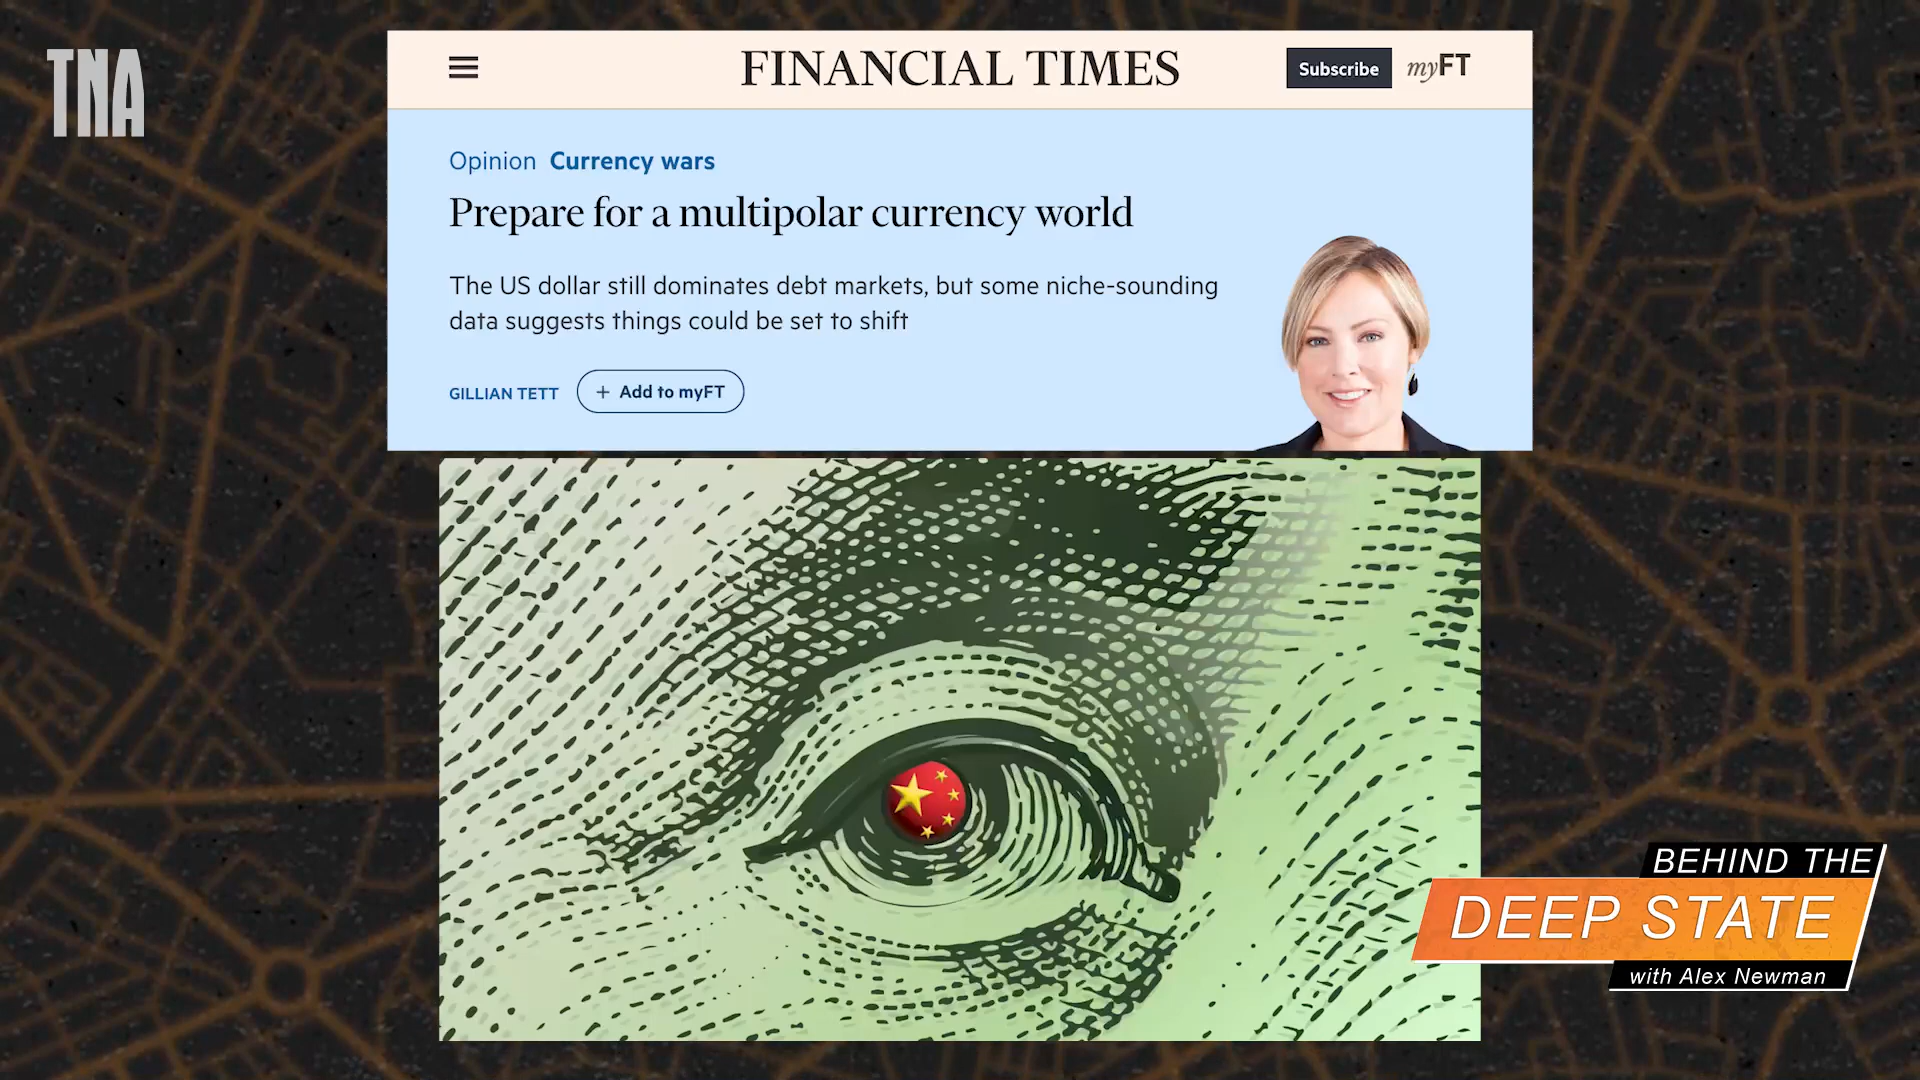 TNA
FINANCIAL TIMES
Subscribe
myFT
Opinion Currency wars
Prepare for a multipolar currency world
The US dollar still dominates debt markets, but some niche-sounding
data suggests things could be set to shift
GILLIAN TETT
+ Add to myFT
BEHIND THE
DEEP STATE
with Alex Newman